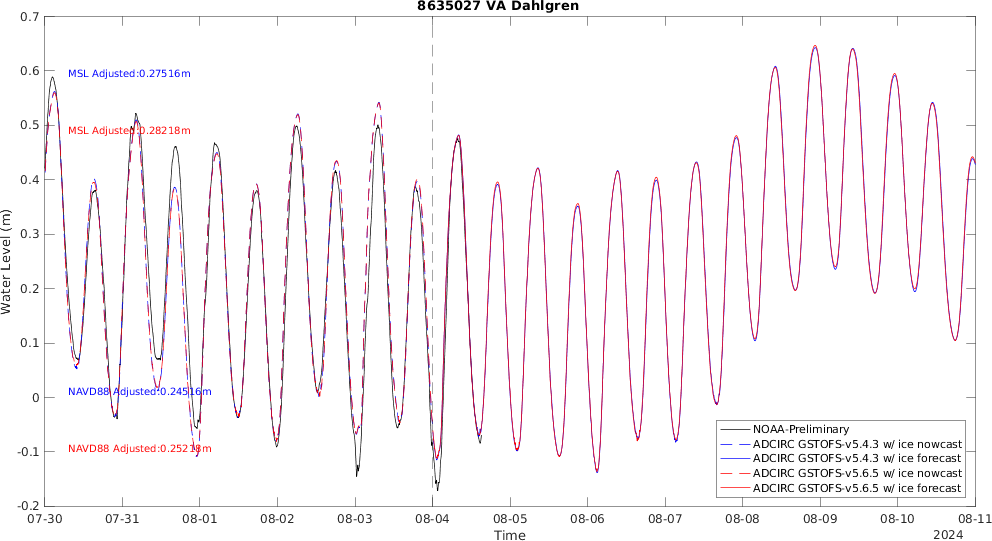 8635027 VA Dahlgren
0.7
0.6
0.5
0.4
0.3
0.2
0.1
0
-0.1
-0.2
Water Level (m)
MSL Adjusted:0.27516m
MSL Adjusted:0.28218m
NAVD88 Adjusted:0.24516m
NAVD88 Adjusted:0.25218m
NOAA-Preliminary
ADCIRC GSTOFS-v5.4.3 w/ ice nowcast
ADCIRC GSTOFS-v5.4.3 w/ ice forecast
ADCIRC GSTOFS-v5.6.5 w/ ice nowcast
ADCIRC GSTOFS-v5.6.5 w/ ice forecast
07-30 07-31 08-01 08-02 08-03 08-04 08-05 08-06 08-07 08-08 08-09 08-10 08-11
Time
2024